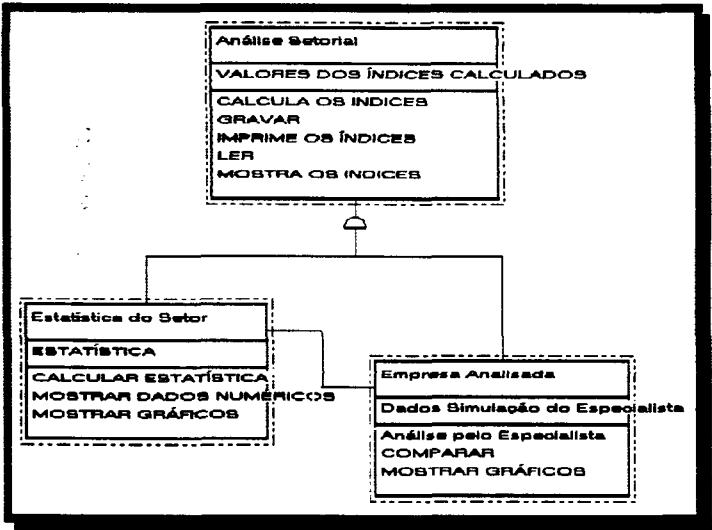 Análise Setorial
VALORES DOS ÍNDICES CALCULADOS
CALCULA OS INDICES
GRAVAR
IMPRIME OS ÍNDICES
LER
MOSTRA OS INDICES
Estatística do Setor
ESTATÍSTICA
CALCULAR ESTATÍSTICA
MOSTRAR DADOS NUMÉRICOS
MOSTRAR GRÁFICOS
Empresa Analisada
Dados Simulação do Especialista
Análise pelo Especialista
COMPARAR
MOSTRAR GRÁFICOS